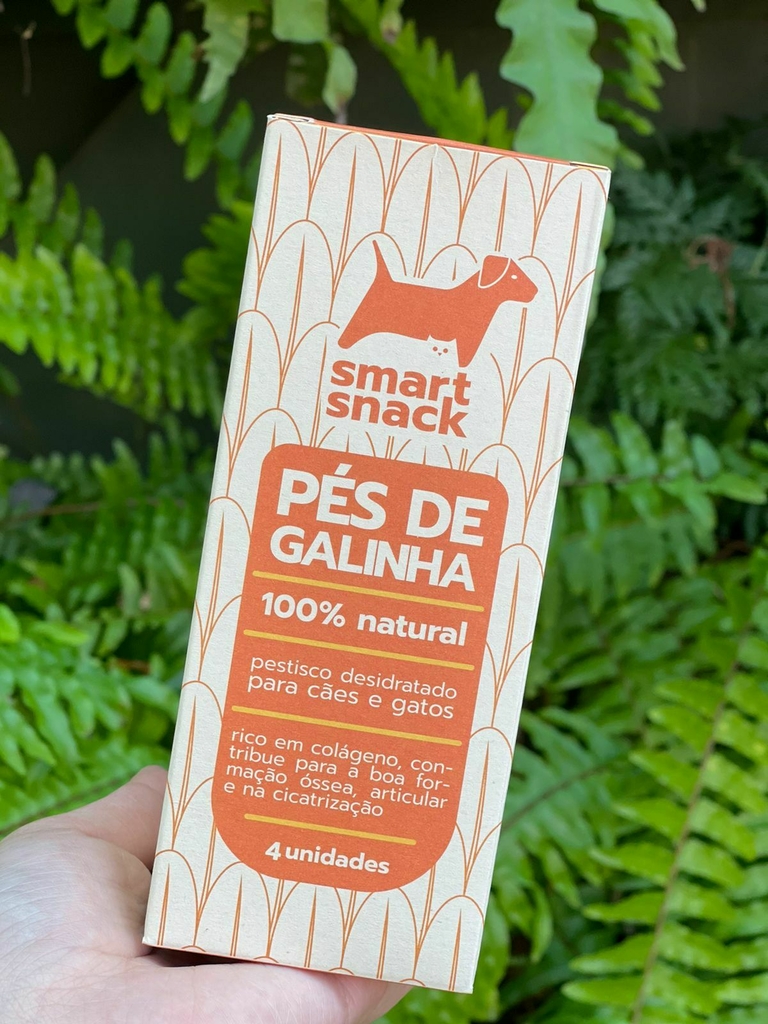 smart
snack
PÉS DE
GALINHA
100% natural
pestisco desidratado
para cães e gatos
rico em colágeno, con-
tribue para a boa for-
mação óssea, articular
e na cicatrização
4 unidades